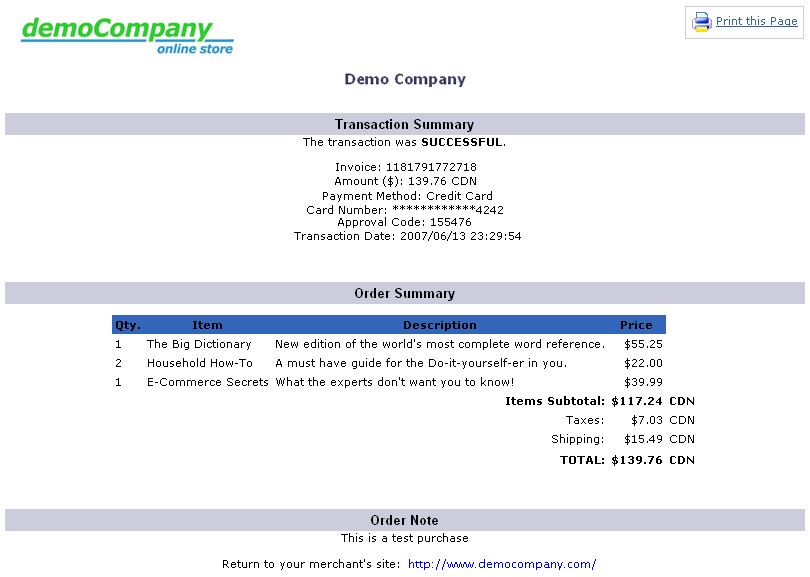 demoCompany
online store
Print this Page
Demo Company
Transaction Summary
The transaction was SUCCESSFUL.
Invoice: 1181791772718
Amount ($): 139.76 CDN
Payment Method: Credit Card
Card Number: ************4242
Approval Code: 155476
Transaction Date: 2007/06/13 23:29:54
Order Summary
Qty. Item Description Price
1 The Big Dictionary New edition of the world's most complete word reference. $55.25
2 Household How-To A must have guide for the Do-it-yourself-er in you. $22.00
1 E-Commerce Secrets What the experts don't want you to know! $39.99
Items Subtotal: $117.24 CDN
Taxes: $7.03 CDN
Shipping: $15.49 CDN
TOTAL: $139.76 CDN
Order Note
This is a test purchase
Return to your merchant's site: http://www.democompany.com/